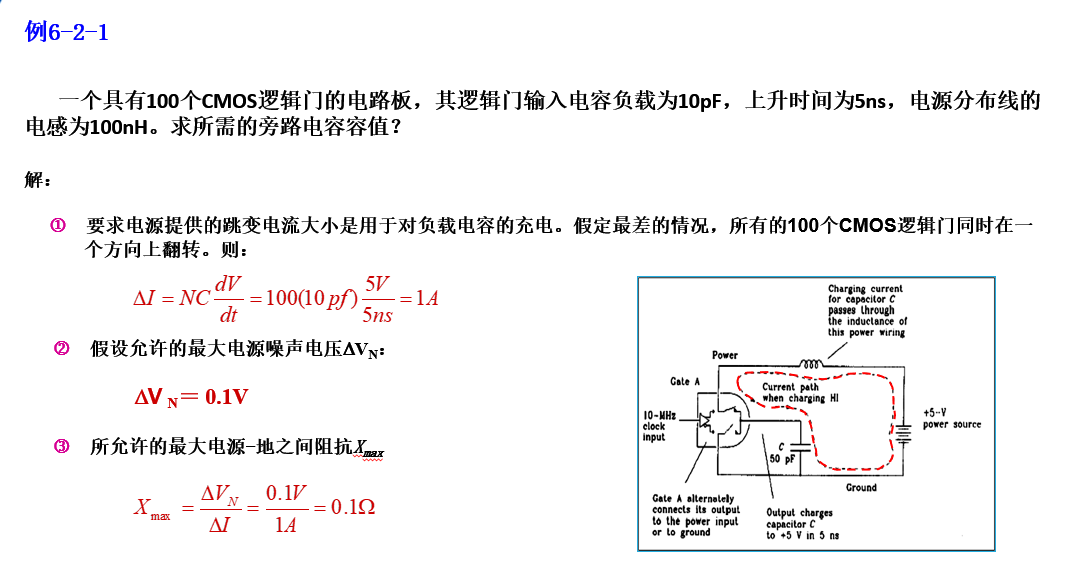 例6-2-1
一个具有100个CMOS逻辑门的电路板，其逻辑门输入电容负载为10pF，上升时间为5ns，电源分布线的
电感为100nH。求所需的旁路电容容值？
解：
① 要求电源提供的跳变电流大小是用于对负载电容的充电。假定最差的情况，所有的100个CMOS逻辑门同时在一
个方向上翻转。则：
ΔI = NC dV/dt = 100(10 pf) 5V/5ns = 1A
② 假设允许的最大电源噪声电压ΔVN：
ΔV N＝ 0.1V
③ 所允许的最大电源-地之间阻抗Xmax
Xmax = ΔVN/ΔI = 0.1V/1A = 0.1Ω
Charging current
for capacitor C
passes through
the inductance of
this power wiring
Power
Gate A
Current path
when charging HI
10-MHz
clock
input
+5-V
power source
C
50 pF
Ground
Gate A alternately
connects its output
to the power input
or to ground
Output charges
capacitor C
to +5 V in 5 ns